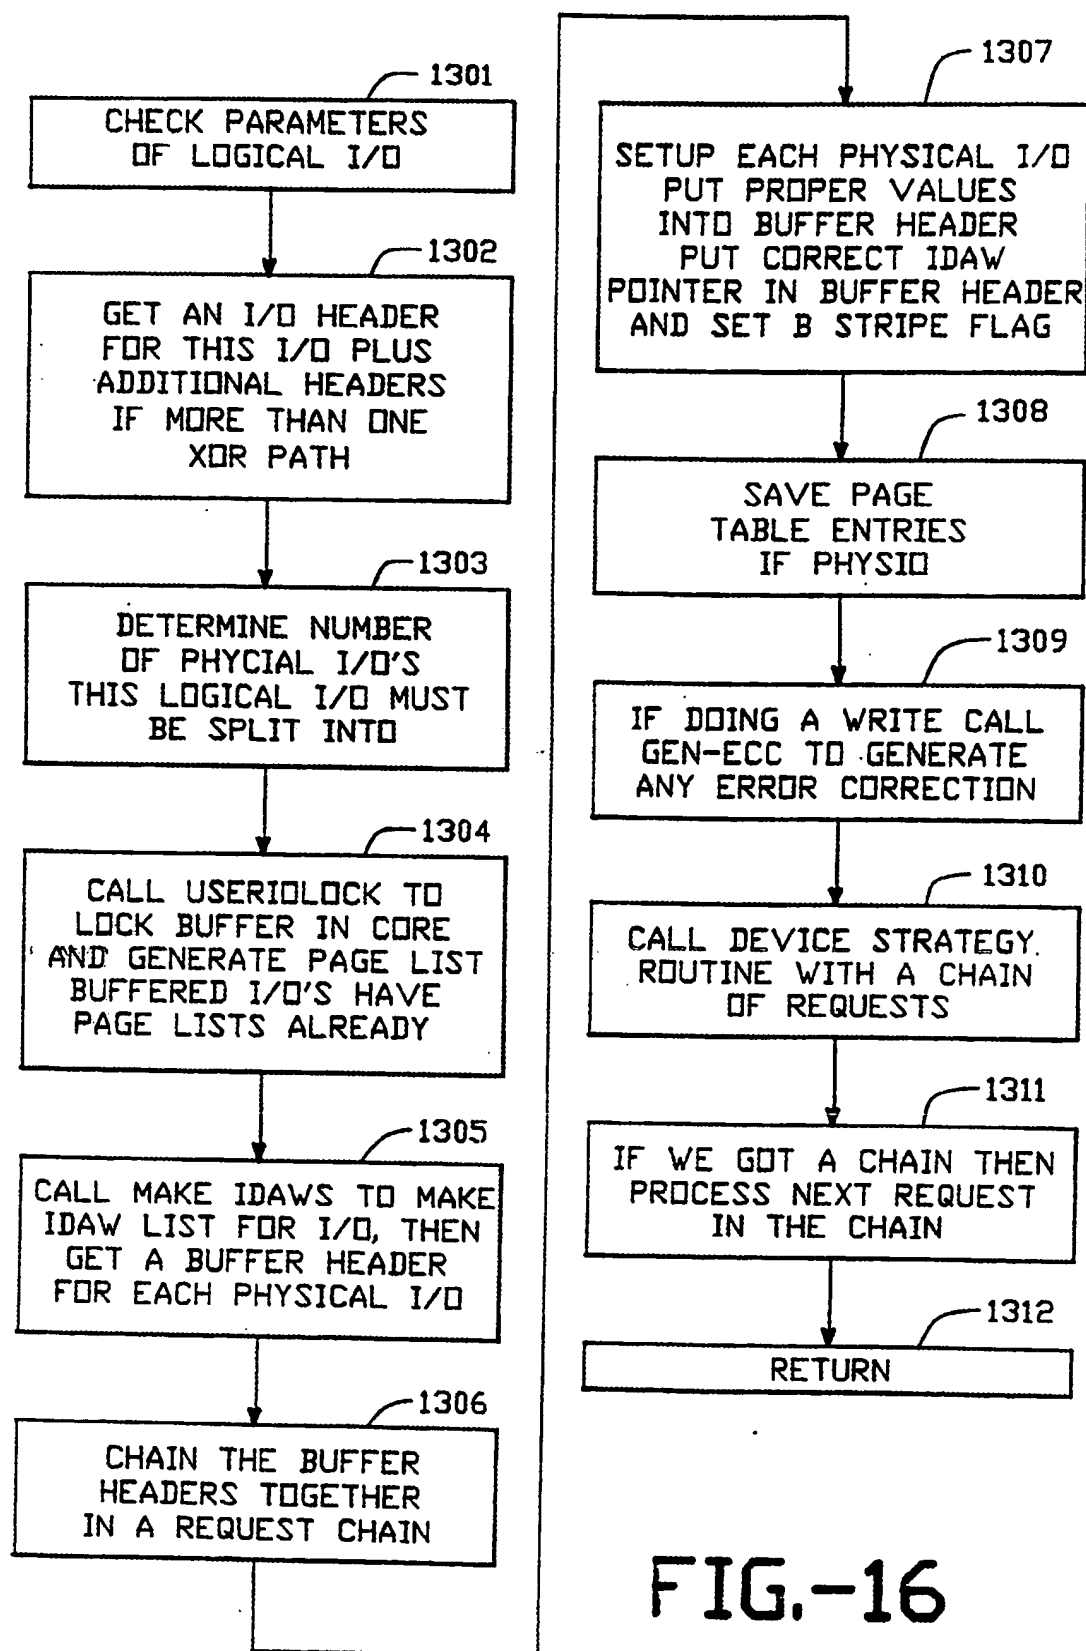 1301
CHECK PARAMETERS
OF LOGICAL I/O
1302
GET AN I/O HEADER
FOR THIS I/O PLUS
ADDITIONAL HEADERS
IF MORE THAN ONE
XOR PATH
1303
DETERMINE NUMBER
OF PHYCIAL I/O'S
THIS LOGICAL I/O MUST
BE SPLIT INTO
1304
CALL USERIOLOCK TO
LOCK BUFFER IN CORE
AND GENERATE PAGE LIST
BUFFERED I/O'S HAVE
PAGE LISTS ALREADY
1305
CALL MAKE IDAWS TO MAKE
IDAW LIST FOR I/O, THEN
GET A BUFFER HEADER
FOR EACH PHYSICAL I/O
1306
CHAIN THE BUFFER
HEADERS TOGETHER
IN A REQUEST CHAIN
1307
SETUP EACH PHYSICAL I/O
PUT PROPER VALUES
INTO BUFFER HEADER
PUT CORRECT IDAW
POINTER IN BUFFER HEADER
AND SET B STRIPE FLAG
1308
SAVE PAGE
TABLE ENTRIES
IF PHYSIO
1309
IF DOING A WRITE CALL
GEN-ECC TO GENERATE
ANY ERROR CORRECTION
1310
CALL DEVICE STRATEGY
ROUTINE WITH A CHAIN
OF REQUESTS
1311
IF WE GOT A CHAIN THEN
PROCESS NEXT REQUEST
IN THE CHAIN
1312
RETURN
FIG.-16